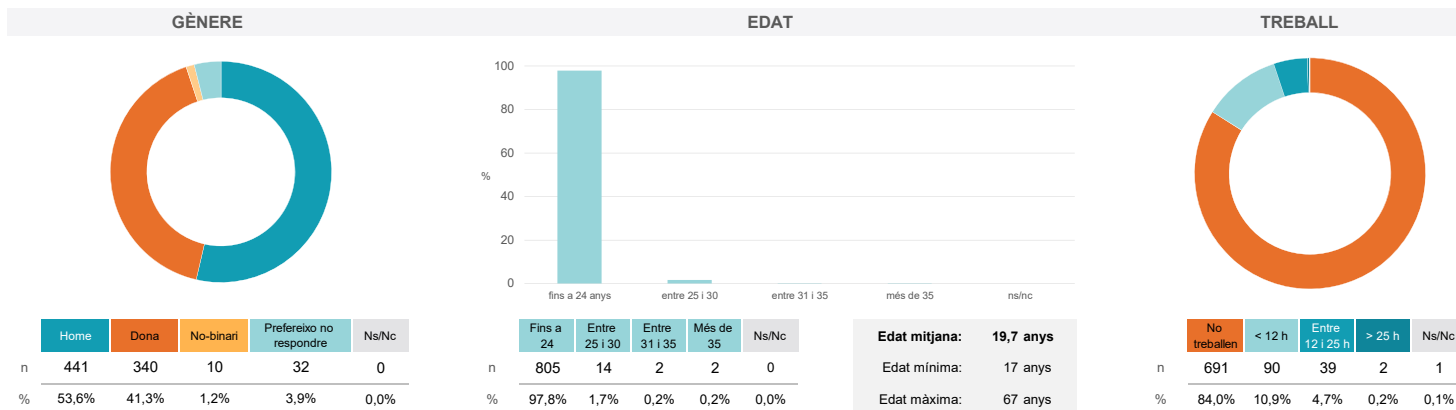 GÈNERE
EDAT
TREBALL
100
80
60
%
40
20
0
fins a 24 anys
entre 25 i 30
entre 31 i 35
més de 35
ns/nc
Home Dona No-binari Prefereixo no respondre Ns/Nc
n 441 340 10 32 0
% 53,6% 41,3% 1,2% 3,9% 0,0%
Fins a 24 Entre 25 i 30 Entre 31 i 35 Més de 35 Ns/Nc
n 805 14 2 2 0
% 97,8% 1,7% 0,2% 0,2% 0,0%
Edat mitjana: 19,7 anys
Edat mínima: 17 anys
Edat màxima: 67 anys
No treballen < 12 h Entre 12 i 25 h > 25 h Ns/Nc
n 691 90 39 2 1
% 84,0% 10,9% 4,7% 0,2% 0,1%